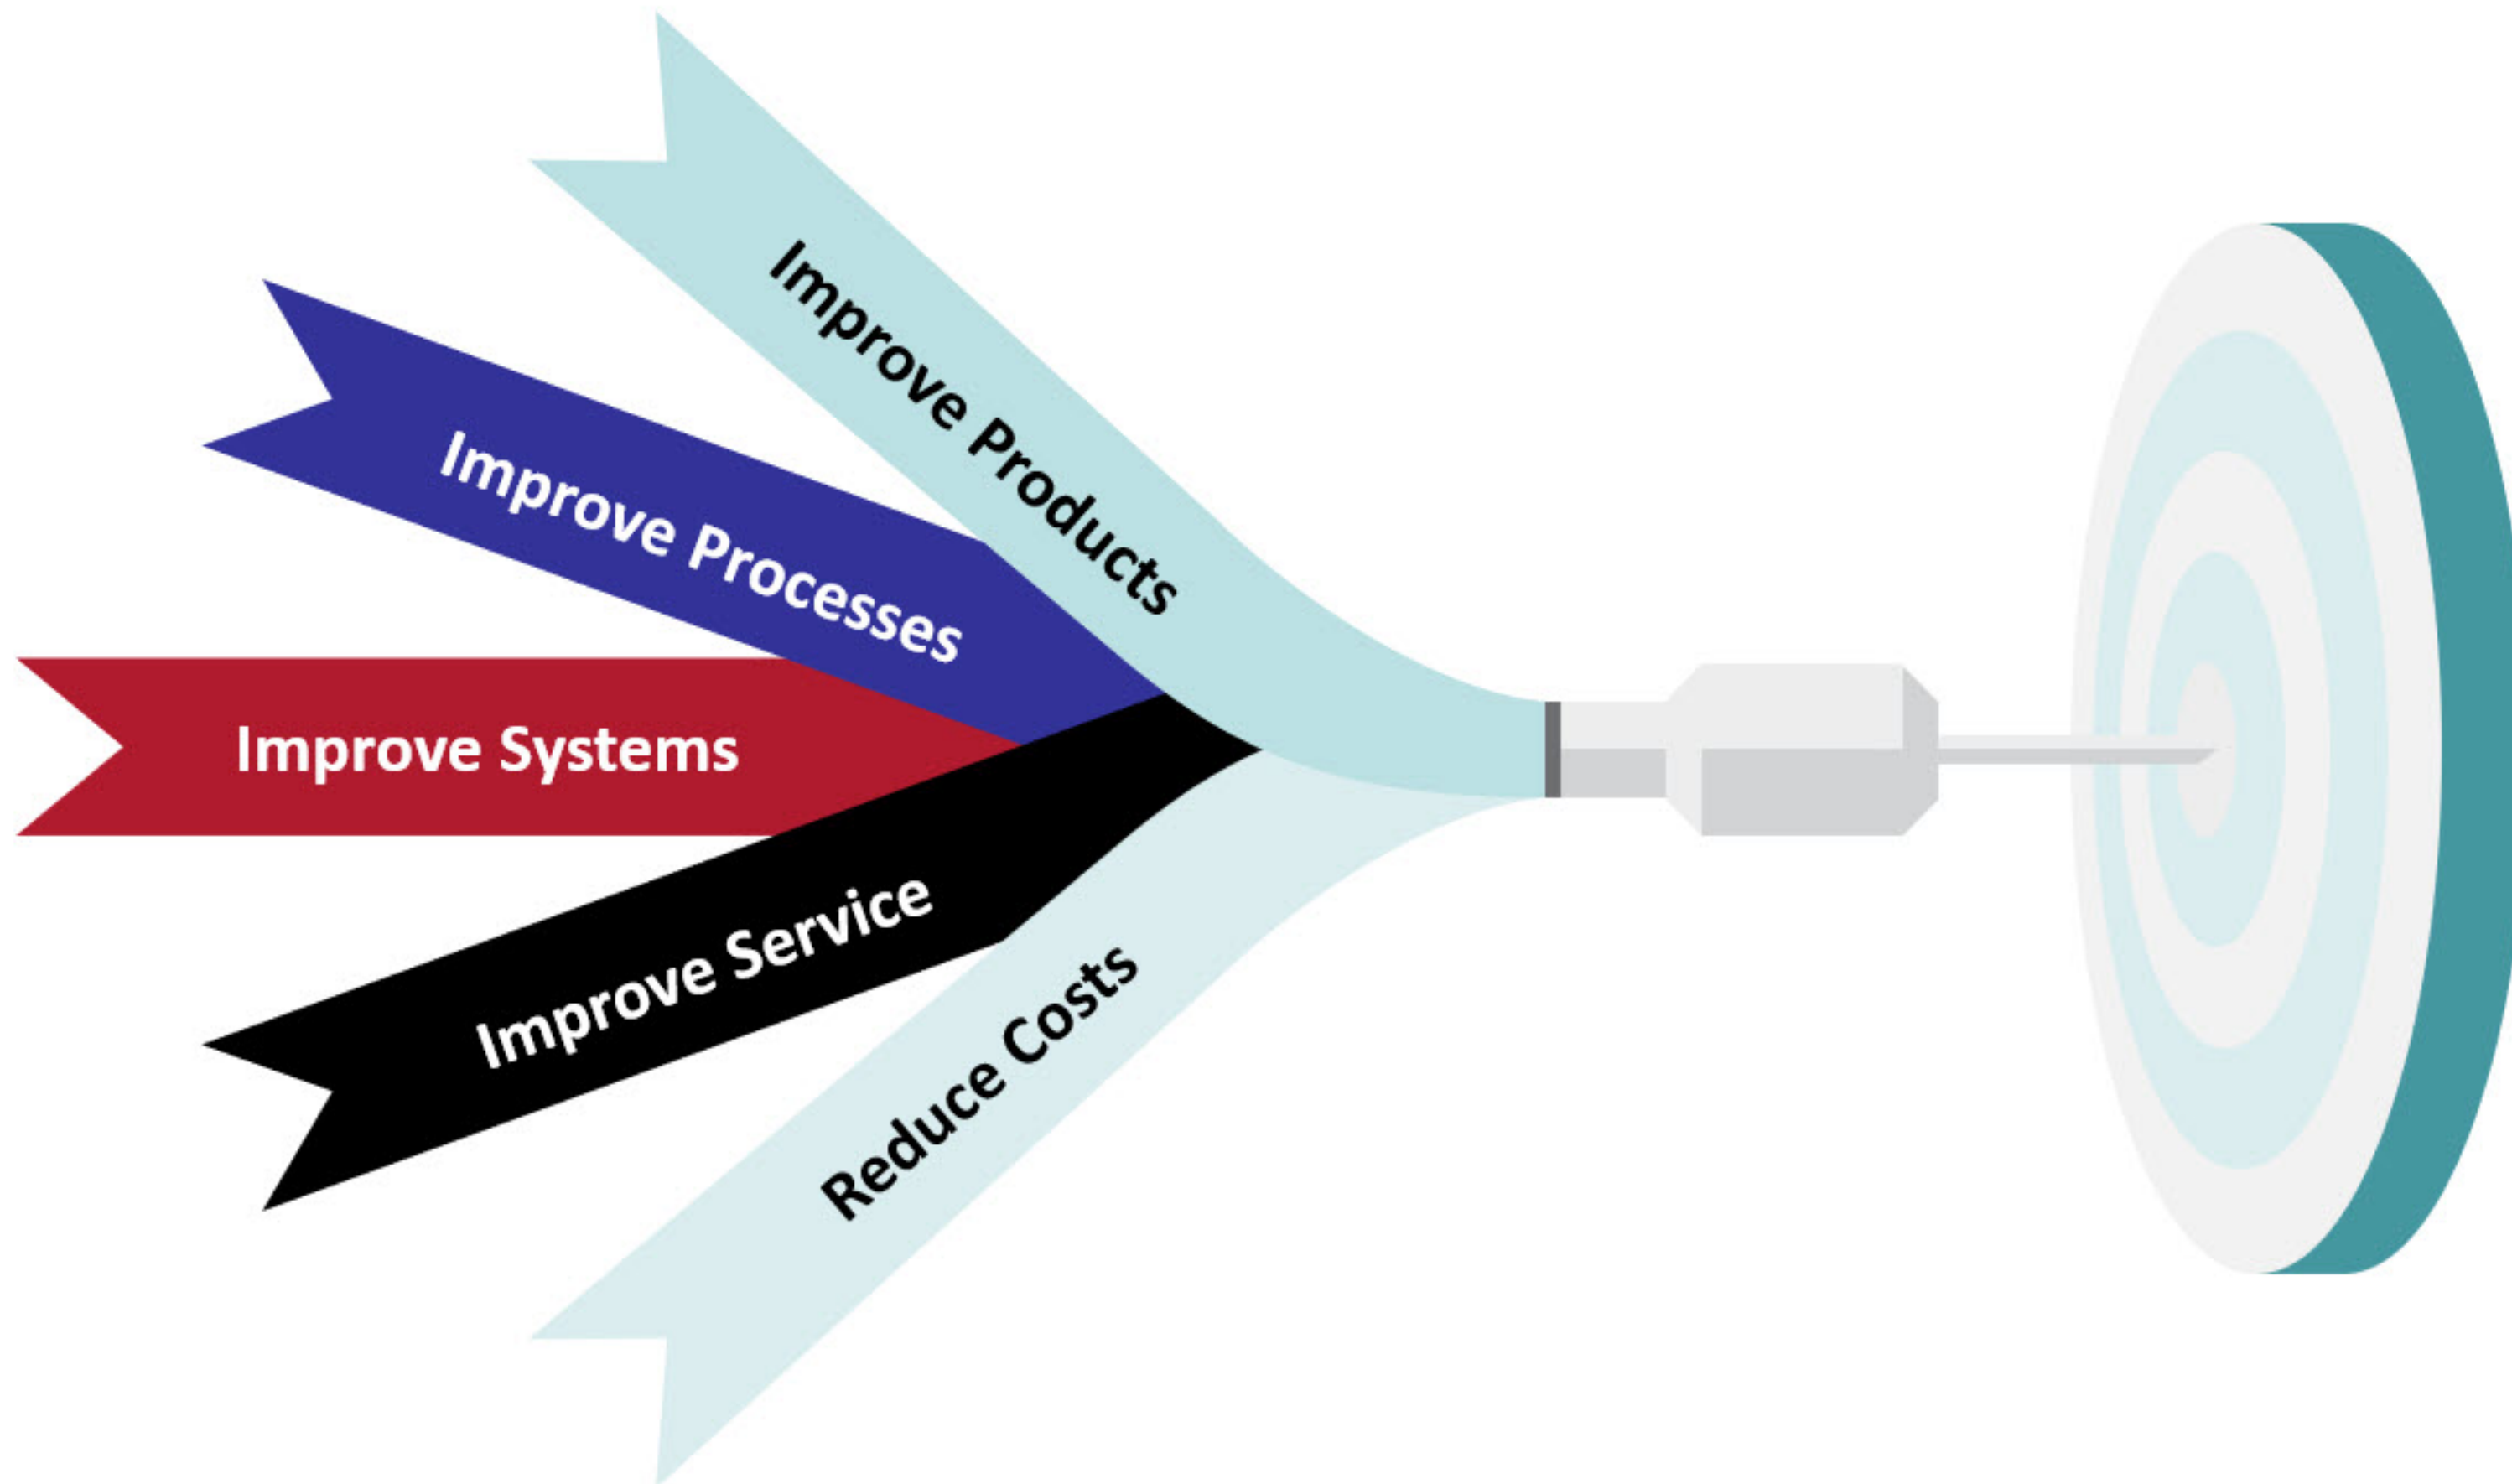 Improve Products
Improve Processes
Improve Systems
Improve Service
Reduce Costs